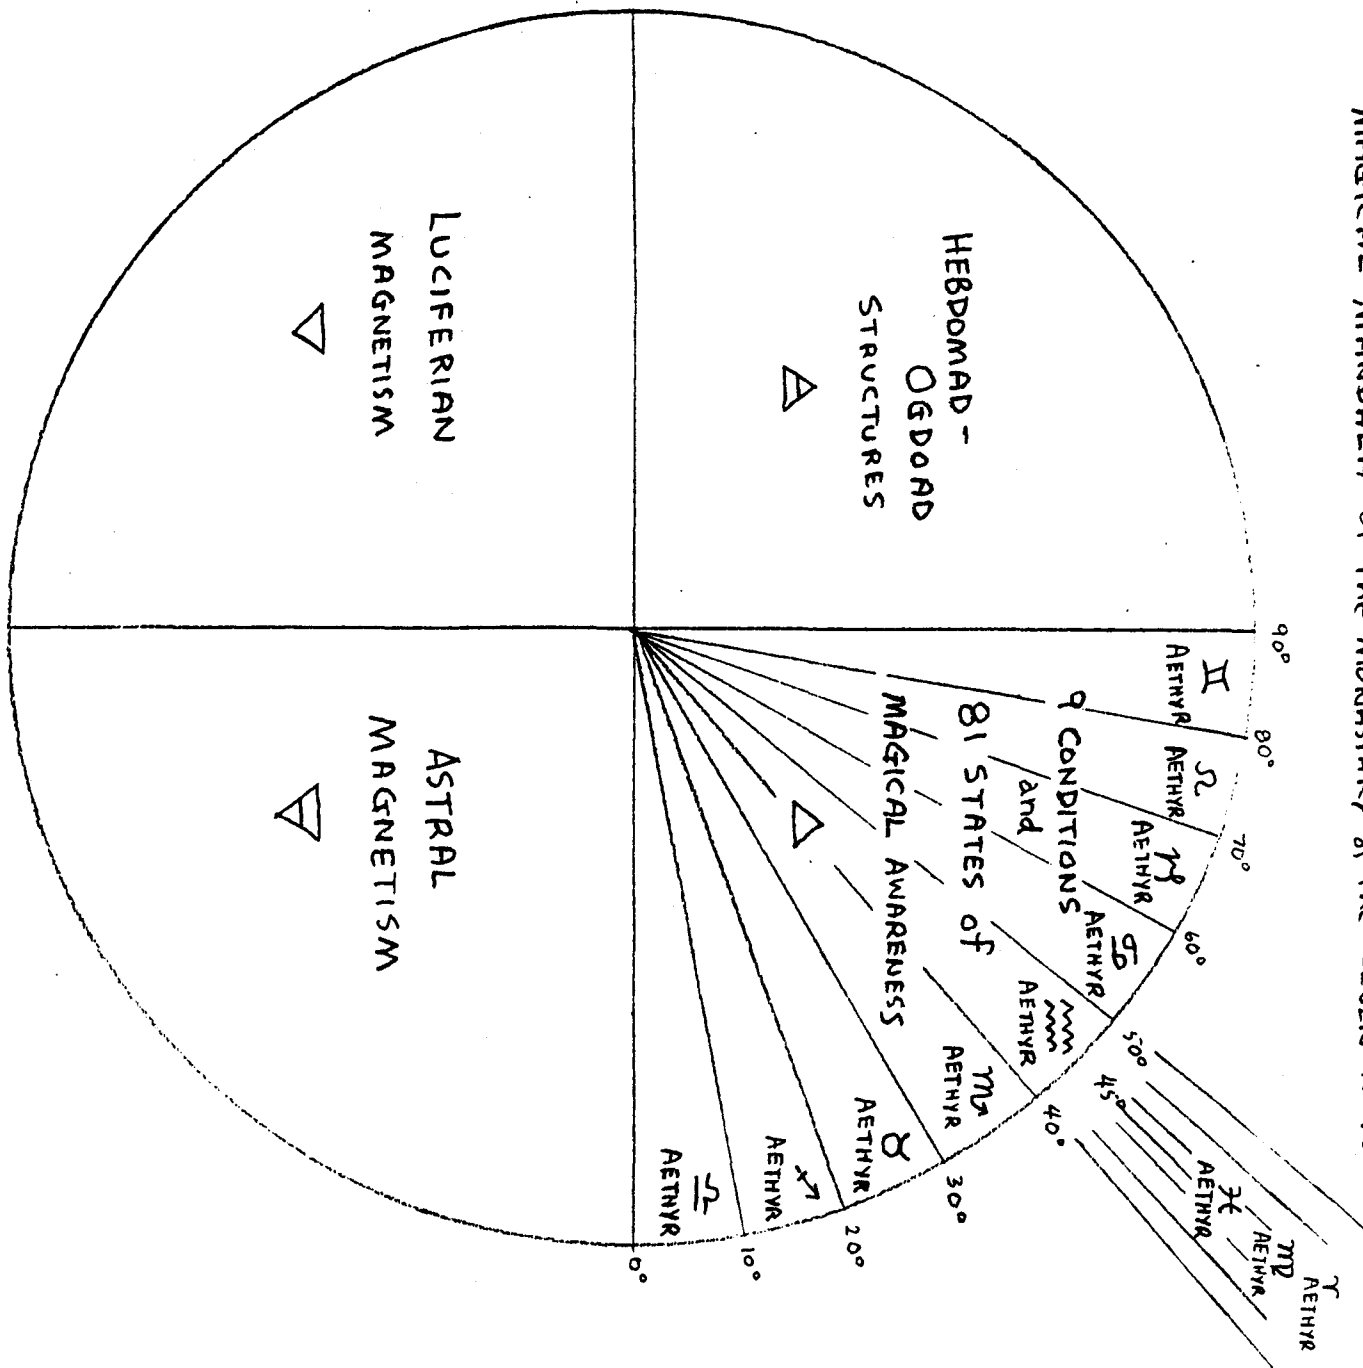 HEBDOMAD-
OGDOAD
STRUCTURES
LUCIFERIAN
MAGNETISM
ASTRAL
MAGNETISM
9 CONDITIONS
and
81 STATES of
MAGICAL AWARENESS
90°
♊
AETHYR
80°
♌
AETHYR
70°
♑
AETHYR
60°
♋
AETHYR
50°
♒
AETHYR
45°
40°
♏
AETHYR
30°
♉
AETHYR
20°
♐
AETHYR
10°
♎
AETHYR
0°
♓
AETHYR
♍
AETHYR
♈
AETHYR